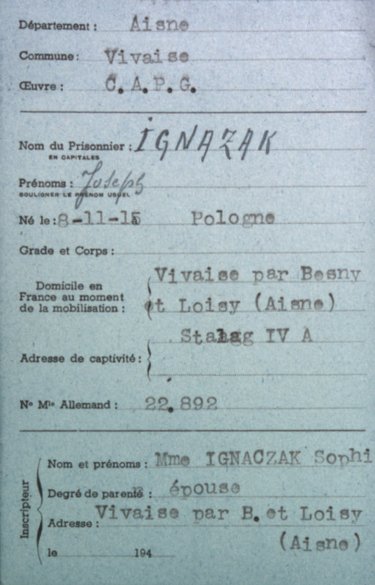 Département : Aisne
Commune : Vivaise
Œuvre : C.A.P.G.
Nom du Prisonnier : IGNAZAK
EN CAPITALES
Prénoms : Joseph
SOULIGNER LE PRÉNOM USUEL
Né le : 8-11-15 Pologne
Grade et Corps :
Domicile en France au moment de la mobilisation : Vivaise par Besny
et Loisy (Aisne)
Stalag IV A
Adresse de captivité :
Nº Mle Allemand : 22.892
Inscripteur
Nom et prénoms : Mme IGNACZAK Sophi
Degré de parenté : épouse
Adresse : Vivaise par B. et Loisy
(Aisne)
le 194